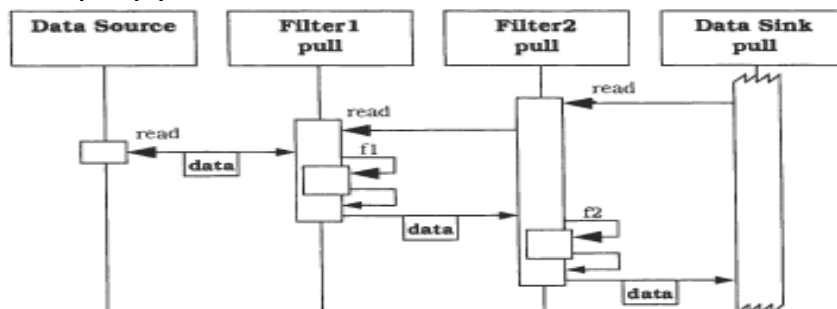 Data Source
Filter1
pull
Filter2
pull
Data Sink
pull
read
read
read
f1
data
data
f2
data